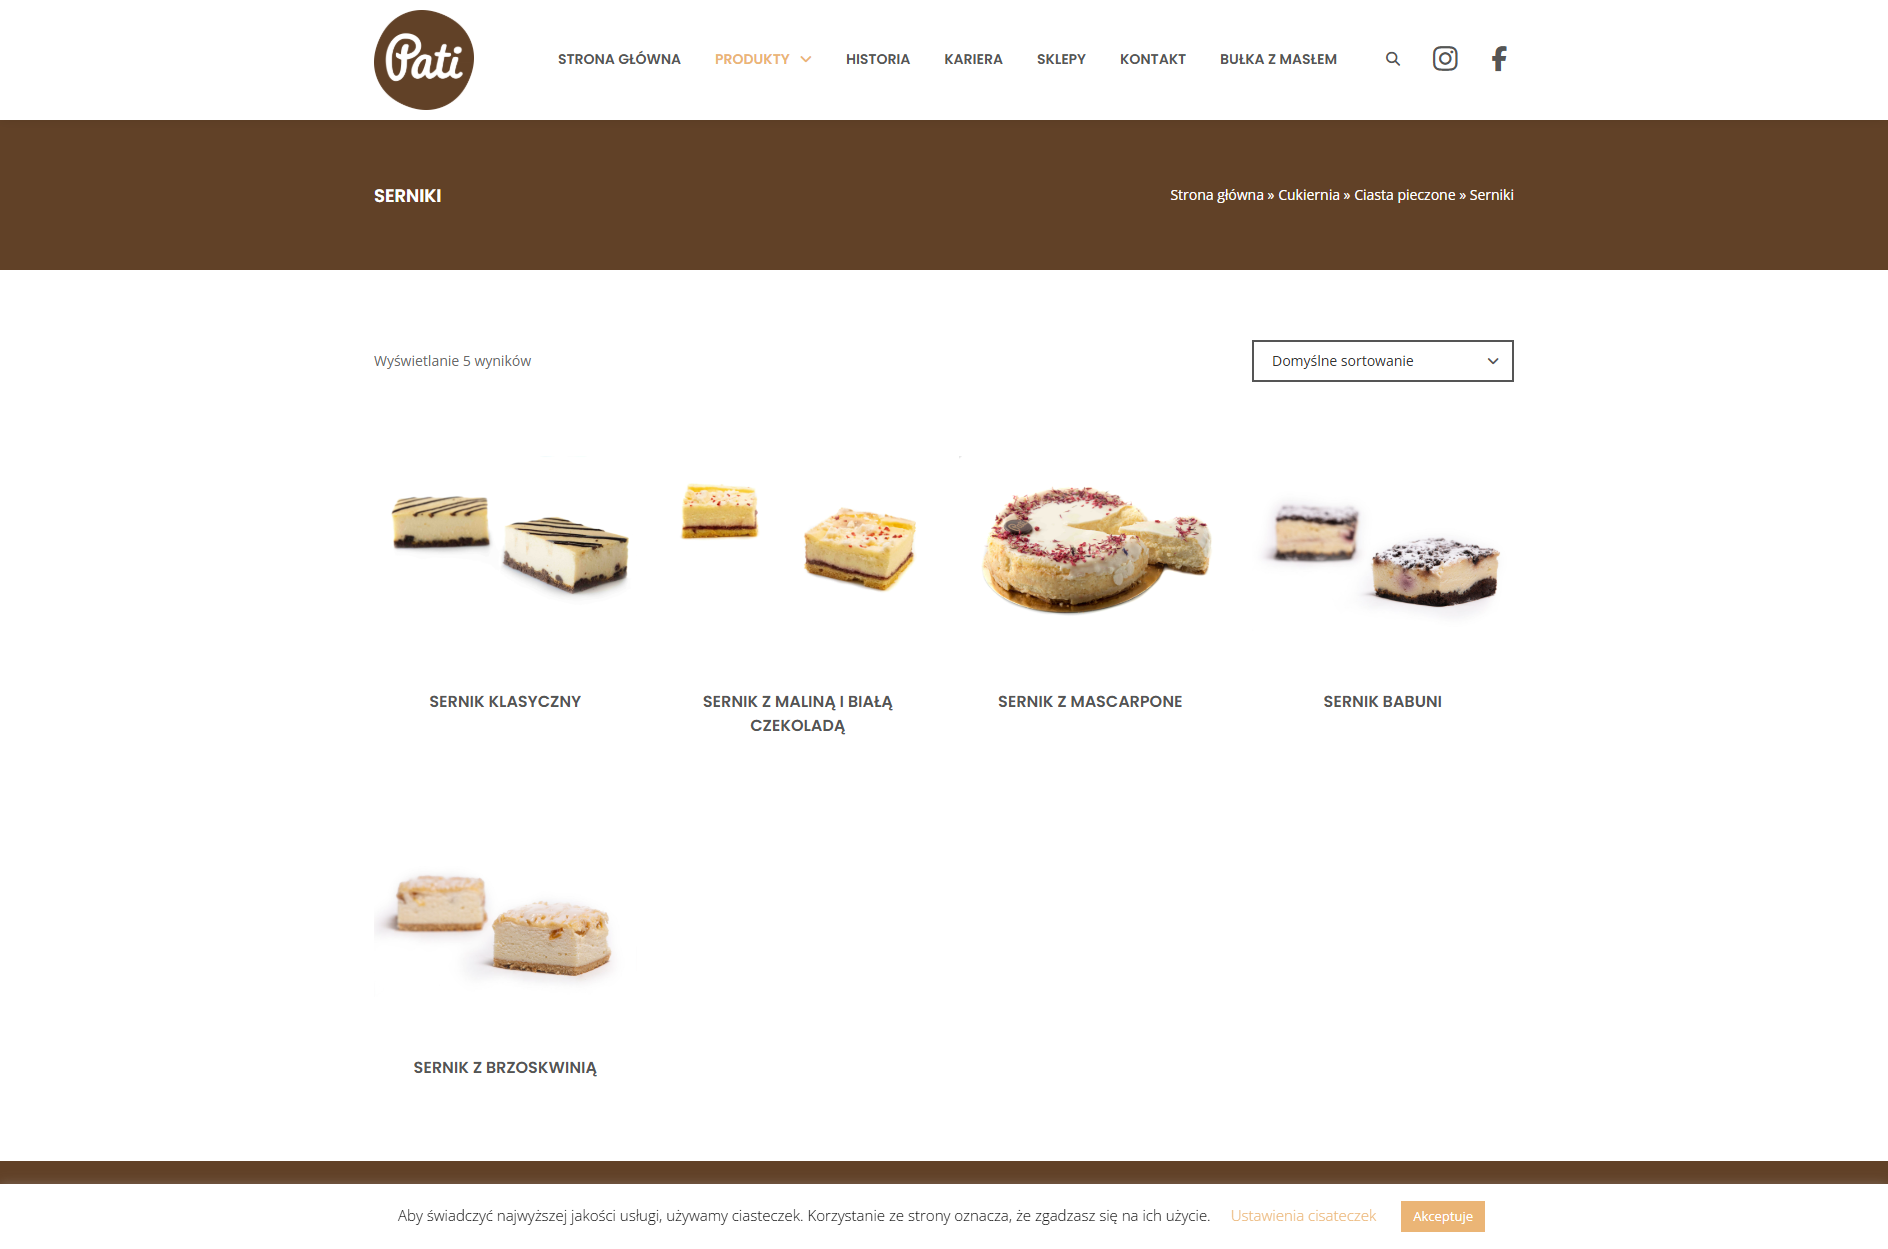 Pati
STRONA GŁÓWNA
PRODUKTY
HISTORIA
KARIERA
SKLEPY
KONTAKT
BUŁKA Z MASŁEM
SERNIKI
Strona główna » Cukiernia » Ciasta pieczone » Serniki
Wyświetlanie 5 wyników
Domyślne sortowanie
SERNIK KLASYCZNY
SERNIK Z MALINĄ I BIAŁĄ
CZEKOLADĄ
SERNIK Z MASCARPONE
SERNIK BABUNI
SERNIK Z BRZOSKWINIĄ
Aby świadczyć najwyższej jakości usługi, używamy ciasteczek. Korzystanie ze strony oznacza, że zgadzasz się na ich użycie.
Ustawienia cisateczek
Akceptuje